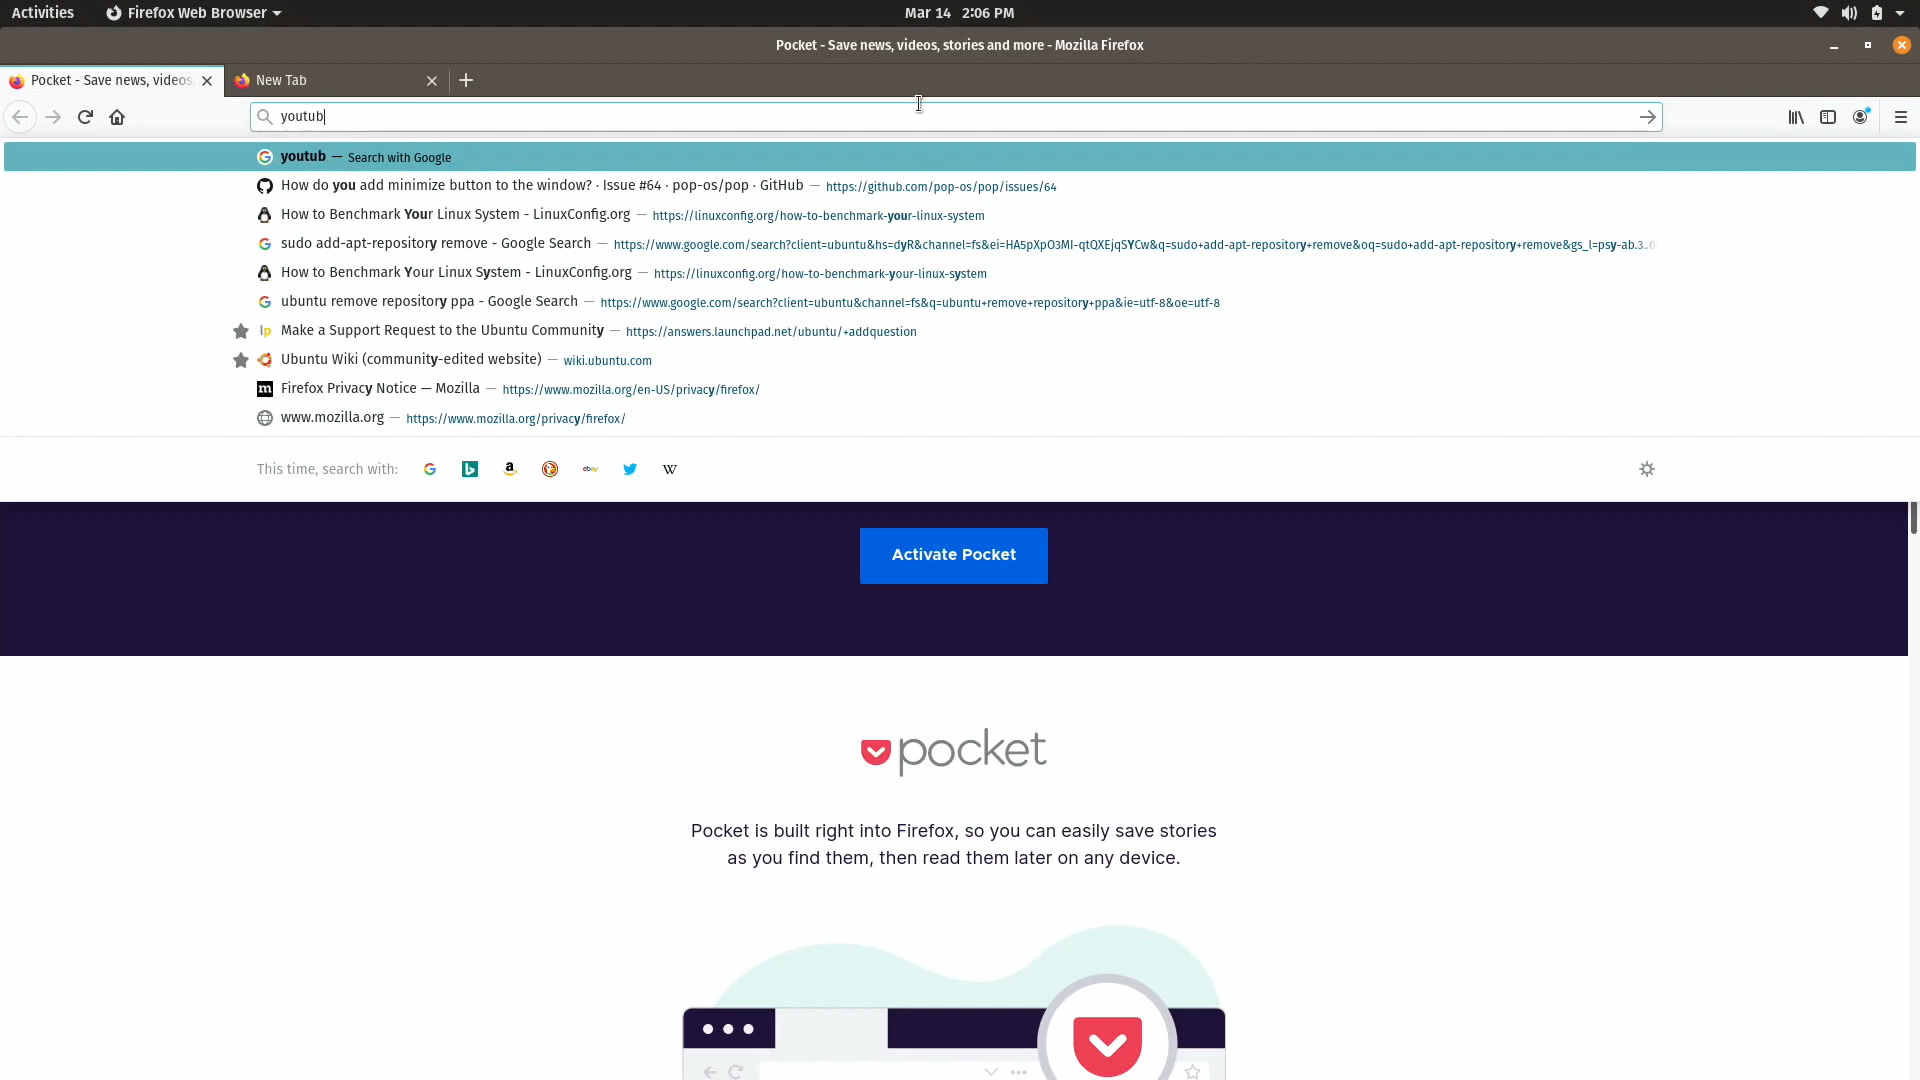 Activities Firefox Web Browser Mar 14 2:06 PM
Pocket - Save news, videos, stories and more - Mozilla Firefox
Pocket - Save news, videos New Tab
youtub
youtub — Search with Google
How do you add minimize button to the window? · Issue #64 · pop-os/pop · GitHub — https://github.com/pop-os/pop/issues/64
How to Benchmark Your Linux System - LinuxConfig.org — https://linuxconfig.org/how-to-benchmark-your-linux-system
sudo add-apt-repository remove - Google Search — https://www.google.com/search?client=ubuntu&hs=dyR&channel=fs&ei=HA5pXpO3MI-qtQXEjqSYCw&q=sudo+add-apt-repository+remove&oq=sudo+add-apt-repository+remove&gs_l=psy-ab.3..0
How to Benchmark Your Linux System - LinuxConfig.org — https://linuxconfig.org/how-to-benchmark-your-linux-system
ubuntu remove repository ppa - Google Search — https://www.google.com/search?client=ubuntu&channel=fs&q=ubuntu+remove+repository+ppa&ie=utf-8&oe=utf-8
lp Make a Support Request to the Ubuntu Community — https://answers.launchpad.net/ubuntu/+addquestion
Ubuntu Wiki (community-edited website) — wiki.ubuntu.com
m Firefox Privacy Notice — Mozilla — https://www.mozilla.org/en-US/privacy/firefox/
www.mozilla.org — https://www.mozilla.org/privacy/firefox/
This time, search with: G b a ebay W
Activate Pocket
pocket
Pocket is built right into Firefox, so you can easily save stories
as you find them, then read them later on any device.